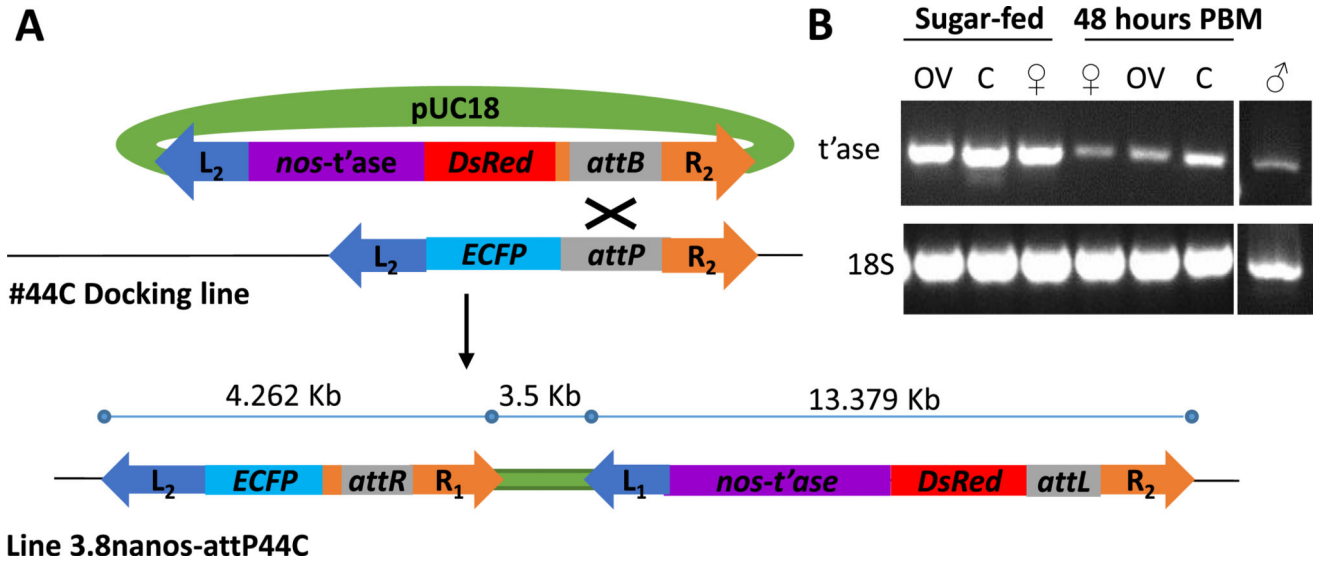 A
pUC18
L2 nos-t'ase DsRed attB R2
L2 ECFP attP R2
#44C Docking line
4.262 Kb 3.5 Kb 13.379 Kb
L2 ECFP attR R1 L1 nos-t'ase DsRed attL R2
Line 3.8nanos-attP44C
B
Sugar-fed 48 hours PBM
OV C ♀ ♀ OV C ♂
t'ase
18S